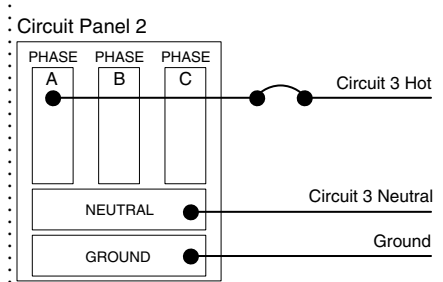 Circuit Panel 2
PHASE PHASE PHASE
A B C
Circuit 3 Hot
NEUTRAL
Circuit 3 Neutral
GROUND
Ground